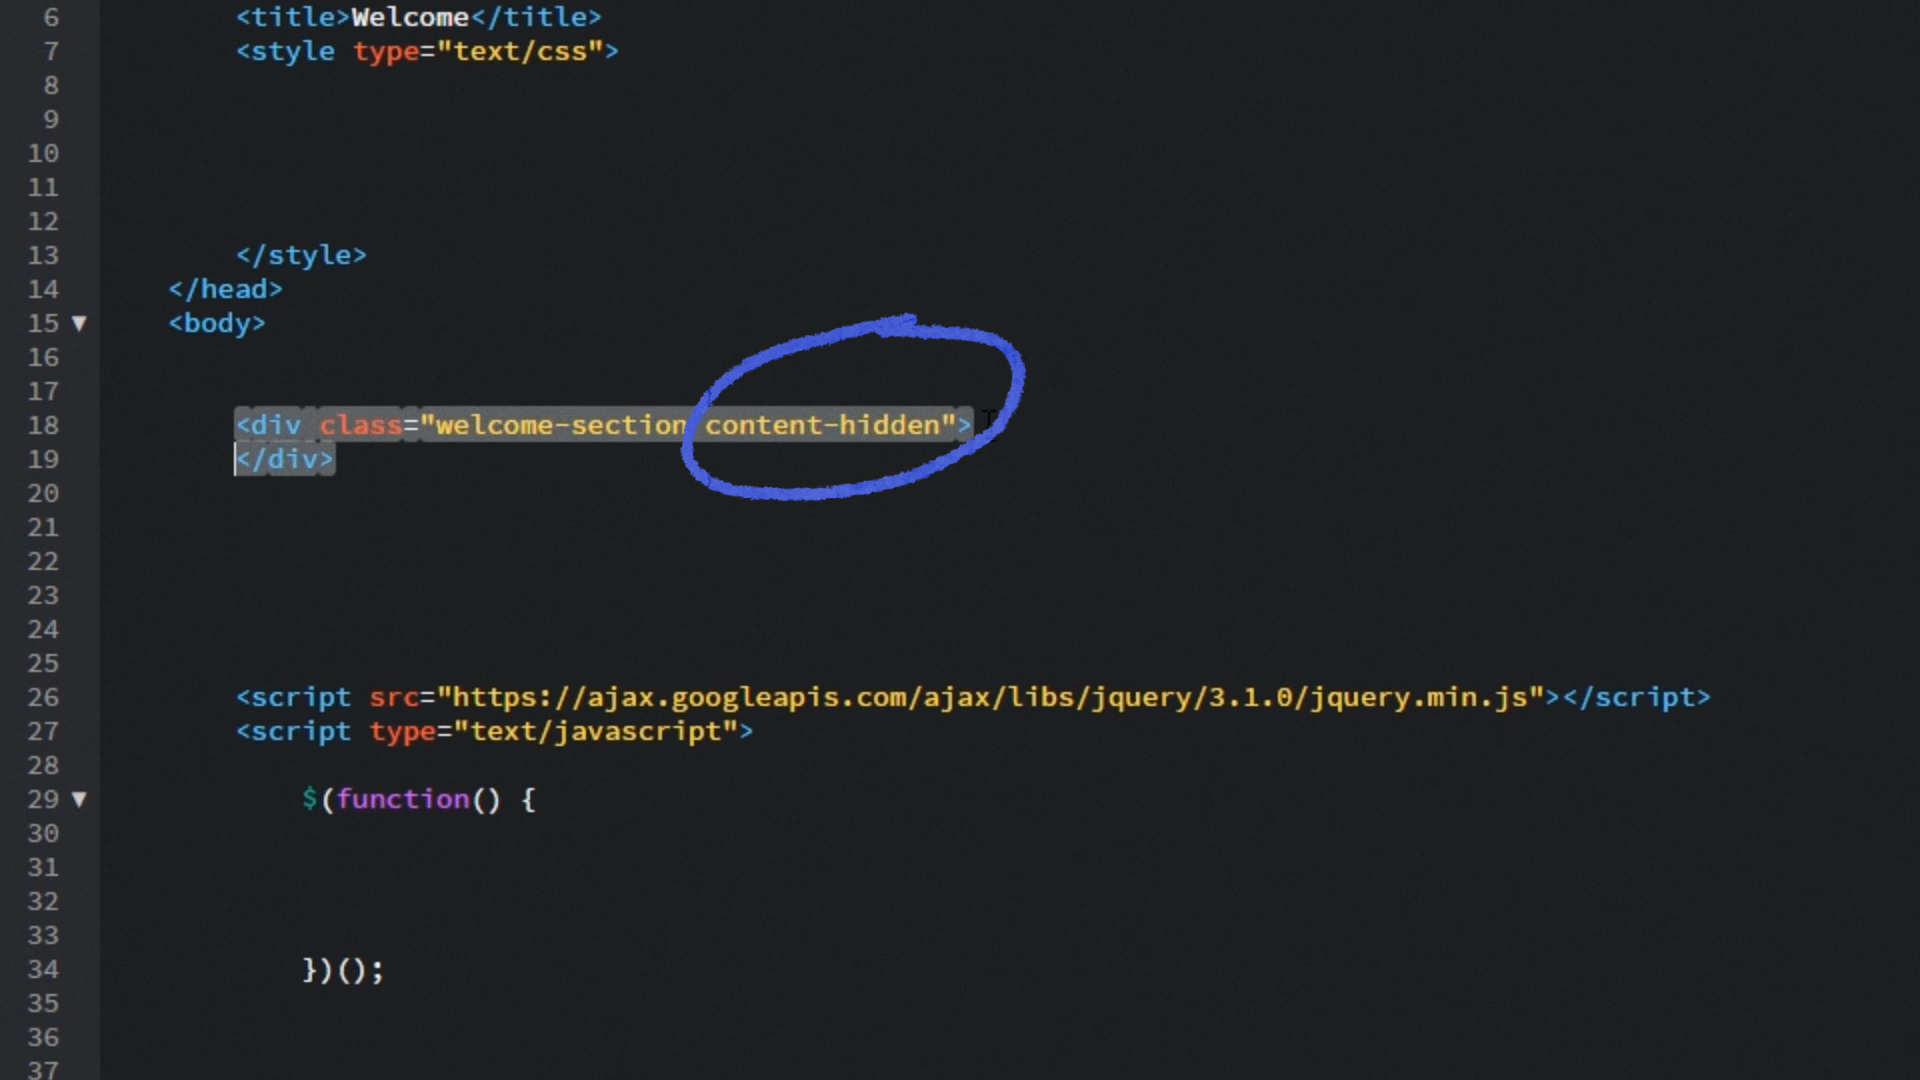 6 <title>Welcome</title>
7 <style type="text/css">
8
9
10
11
12
13 </style>
14 </head>
15 ▼ <body>
16
17
18 <div class="welcome-section content-hidden">
19 </div>
20
21
22
23
24
25
26 <script src="https://ajax.googleapis.com/ajax/libs/jquery/3.1.0/jquery.min.js"></script>
27 <script type="text/javascript">
28
29 ▼ $(function() {
30
31
32
33
34 })();
35
36
37